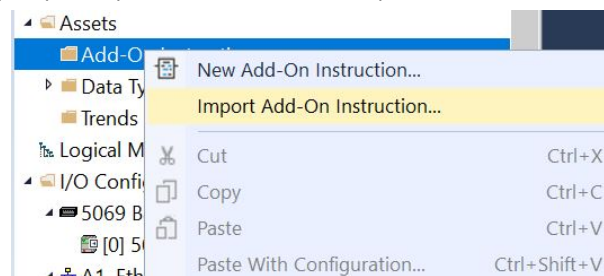 Assets
Add-O
New Add-On Instruction...
Data Ty
Import Add-On Instruction...
Trends
Logical M
Cut Ctrl+X
I/O Confi
Copy Ctrl+C
5069 B
Paste Ctrl+V
[0] 5
Paste With Configuration... Ctrl+Shift+V